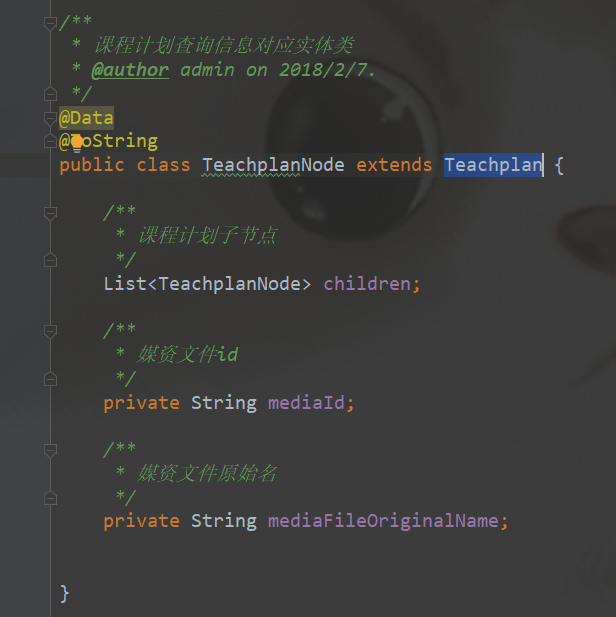 /**
* 课程计划查询信息对应实体类
* @author admin on 2018/2/7.
*/
@Data
@ToString
public class TeachplanNode extends Teachplan {
/**
* 课程计划子节点
*/
List<TeachplanNode> children;
/**
* 媒资文件id
*/
private String mediaId;
/**
* 媒资文件原始名
*/
private String mediaFileOriginalName;
}